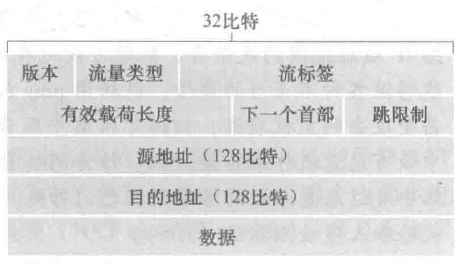 32比特
版本 流量类型 流标签
有效载荷长度 下一个首部 跳限制
源地址（128比特）
目的地址（128比特）
数据